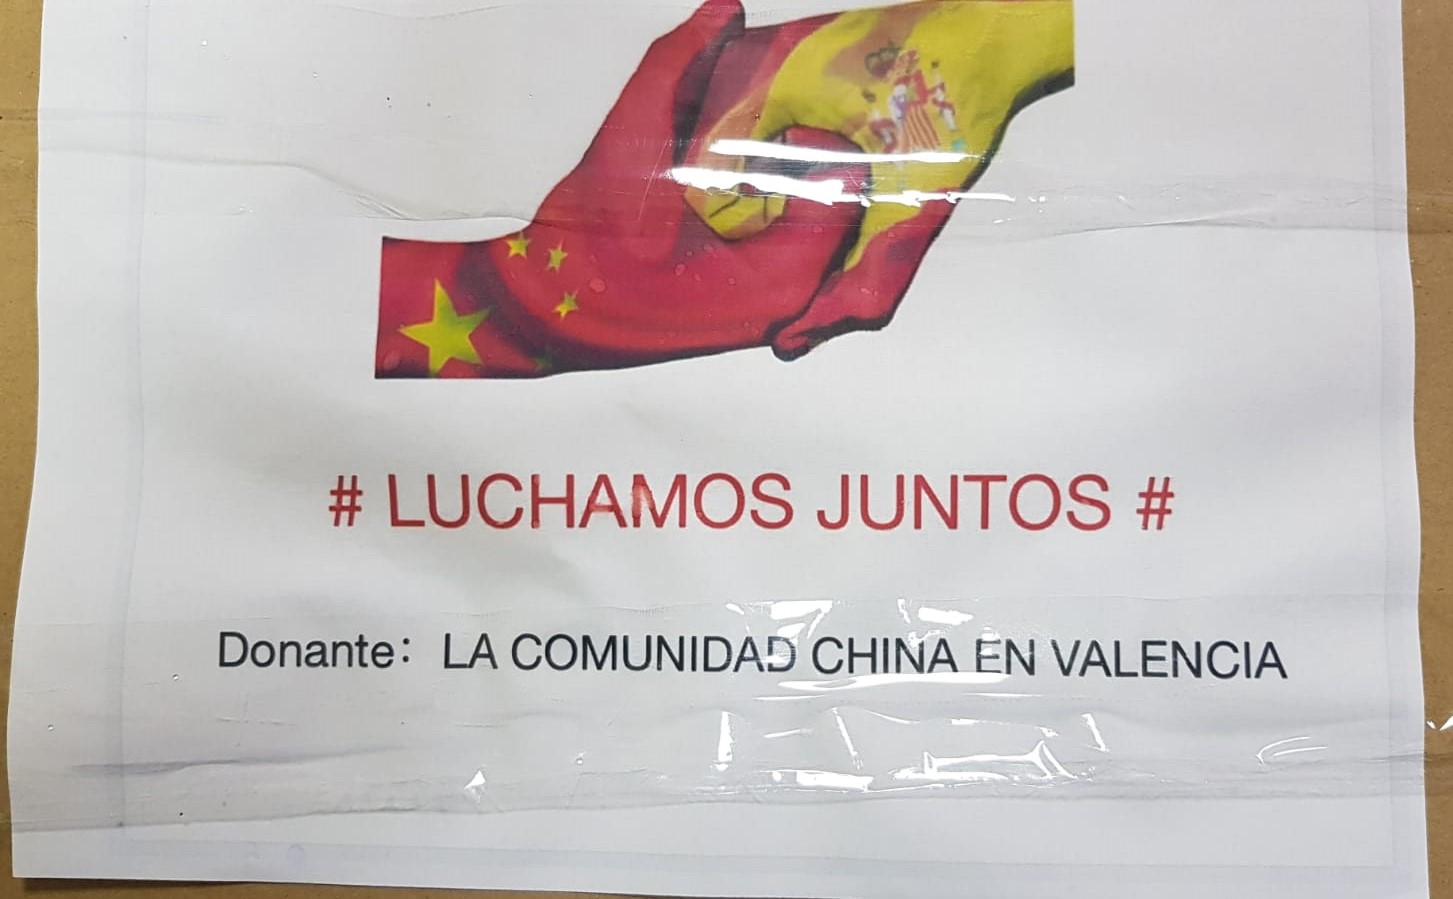 # LUCHAMOS JUNTOS #
Donante： LA COMUNIDAD CHINA EN VALENCIA